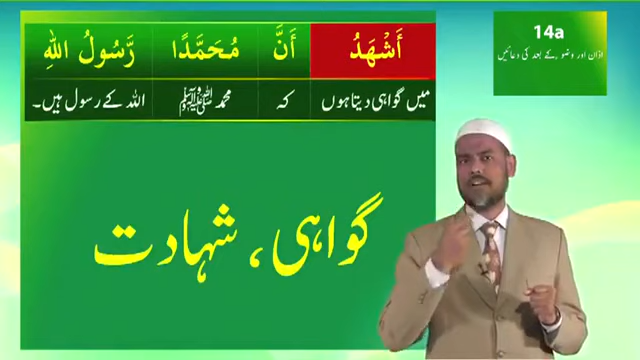 أَشْهَدُ أَنَّ مُحَمَّدًا رَّسُولُ اللهِ
میں گواہی دیتا ہوں کہ محمد ﷺ اللہ کے رسول ہیں۔
گواہی، شہادت
14a
اذان اور وضو کے بعد کی دعائیں